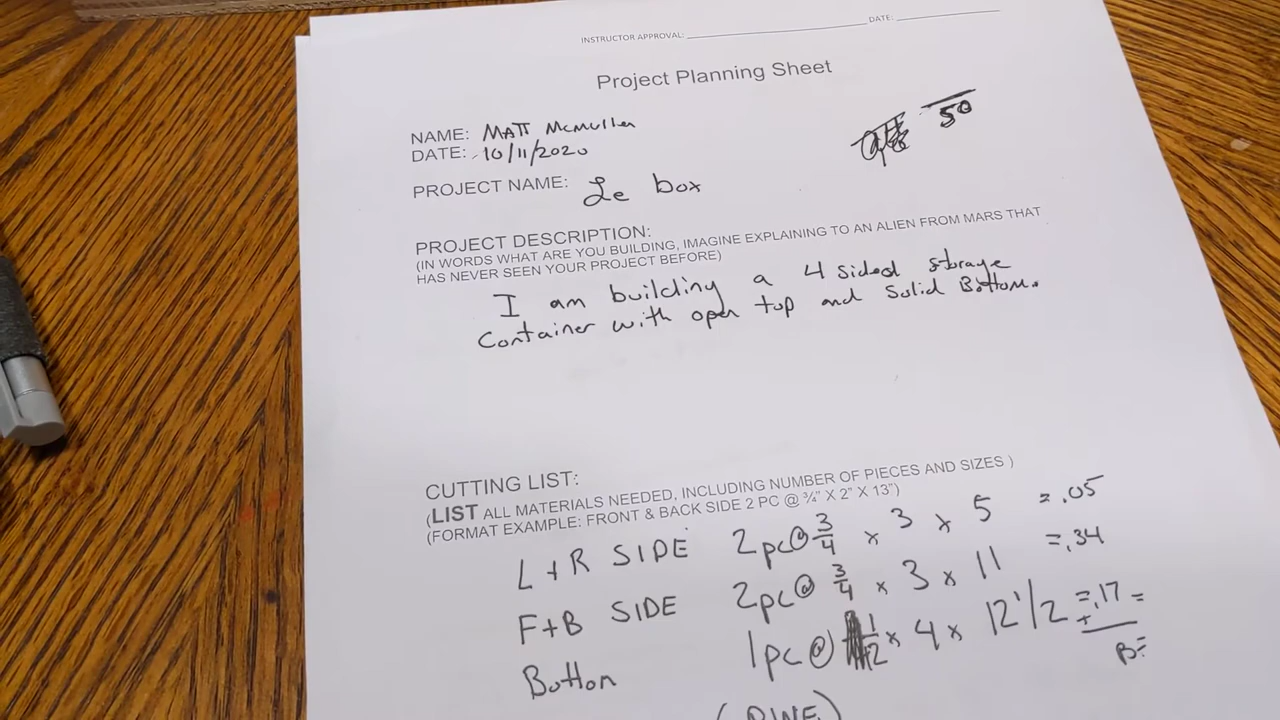 INSTRUCTOR APPROVAL: DATE:
Project Planning Sheet
50
NAME: MATT McMuller
DATE: 10/11/2020
PROJECT NAME: Le box
PROJECT DESCRIPTION:
(IN WORDS WHAT ARE YOU BUILDING, IMAGINE EXPLAINING TO AN ALIEN FROM MARS THAT
HAS NEVER SEEN YOUR PROJECT BEFORE)
I am building a 4 sided storage
Container with open top and Solid Bottom.
CUTTING LIST:
(LIST ALL MATERIALS NEEDED, INCLUDING NUMBER OF PIECES AND SIZES )
(FORMAT EXAMPLE: FRONT & BACK SIDE 2 PC @ ¾" X 2" X 13")
L + R SIDE 2pc@ 3/4 x 3 x 5 = .05
F+B SIDE 2pc@ 3/4 x 3 x 11 = .34
Button 1pc@ 1/2 x 4 x 12 1/2 = .17 =
+
B=
(PINE)